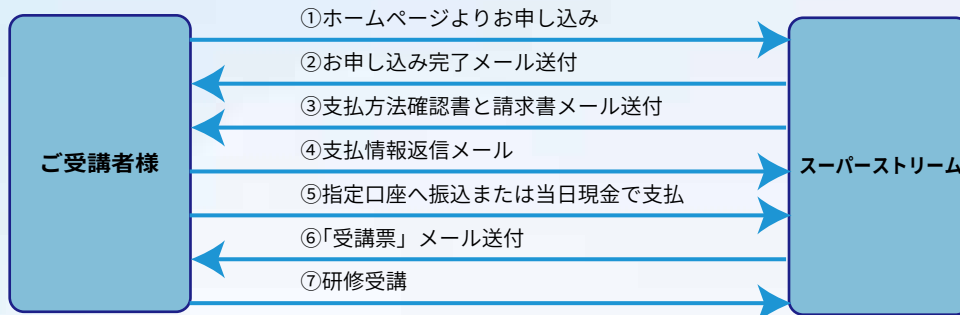 ①ホームページよりお申し込み
②お申し込み完了メール送付
③支払方法確認書と請求書メール送付
④支払情報返信メール
ご受講者様
スーパーストリーム
⑤指定口座へ振込または当日現金で支払
⑥「受講票」メール送付
⑦研修受講